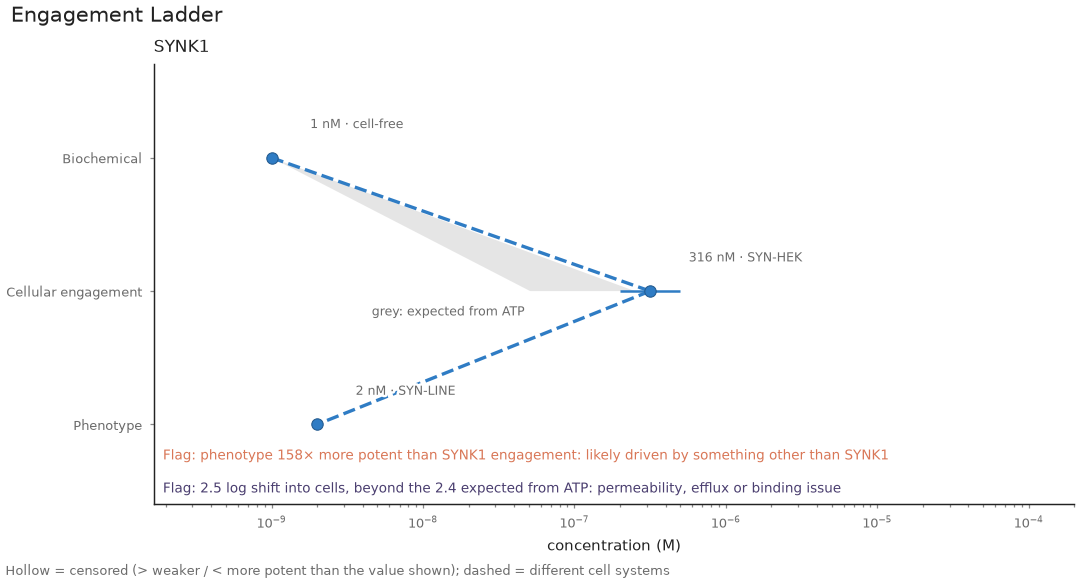 Engagement Ladder
SYNK1
1 nM · cell-free
Biochemical
316 nM · SYN-HEK
Cellular engagement
grey: expected from ATP
2 nM · SYN-LINE
Phenotype
Flag: phenotype 158× more potent than SYNK1 engagement: likely driven by something other than SYNK1
Flag: 2.5 log shift into cells, beyond the 2.4 expected from ATP: permeability, efflux or binding issue
10⁻⁹ 10⁻⁸ 10⁻⁷ 10⁻⁶ 10⁻⁵ 10⁻⁴
concentration (M)
Hollow = censored (> weaker / < more potent than the value shown); dashed = different cell systems